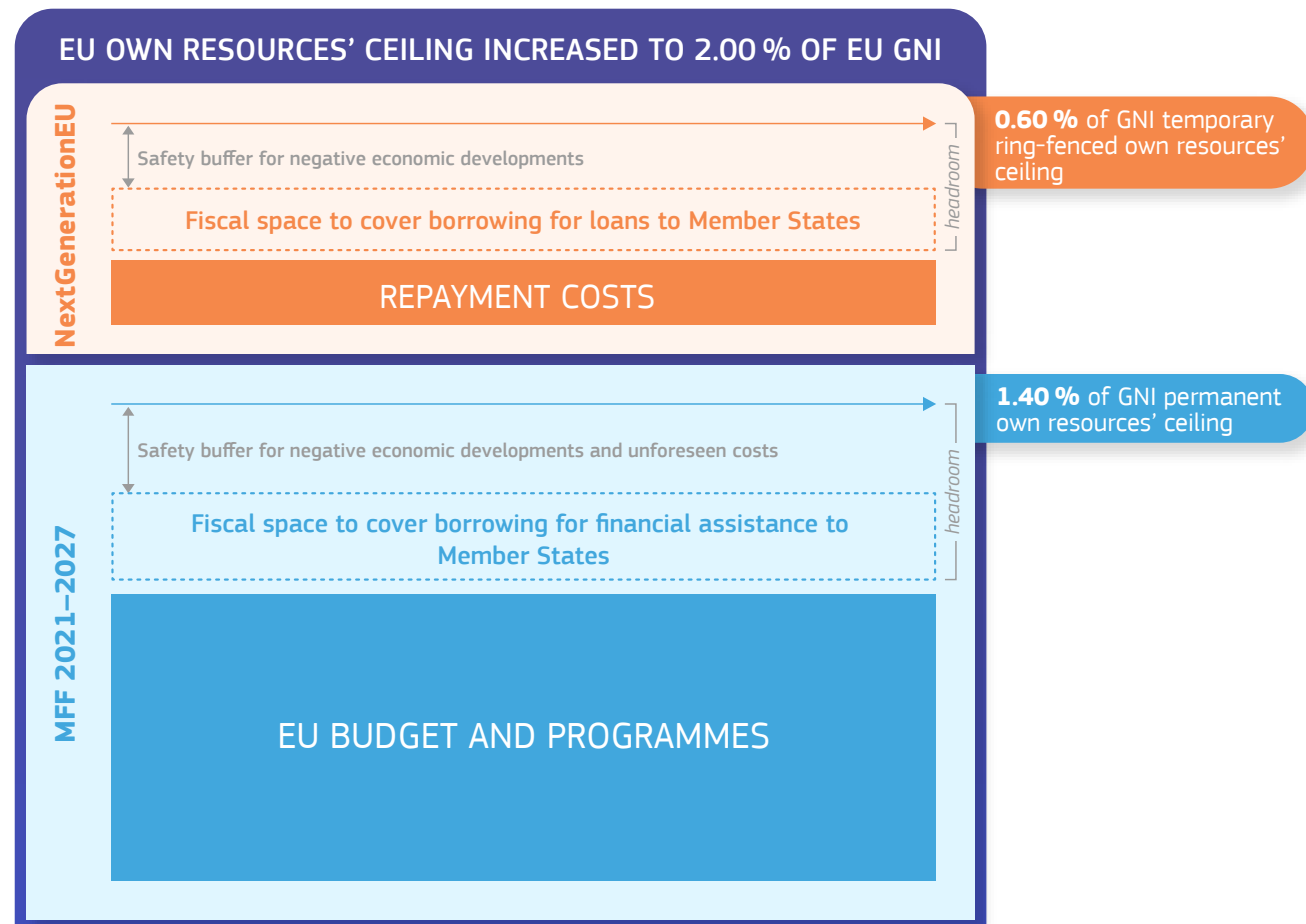 EU OWN RESOURCES’ CEILING INCREASED TO 2.00 % OF EU GNI
NextGenerationEU
Safety buffer for negative economic developments
Fiscal space to cover borrowing for loans to Member States
REPAYMENT COSTS
headroom
0.60 % of GNI temporary
ring-fenced own resources’
ceiling
MFF 2021–2027
Safety buffer for negative economic developments and unforeseen costs
Fiscal space to cover borrowing for financial assistance to
Member States
EU BUDGET AND PROGRAMMES
headroom
1.40 % of GNI permanent
own resources’ ceiling